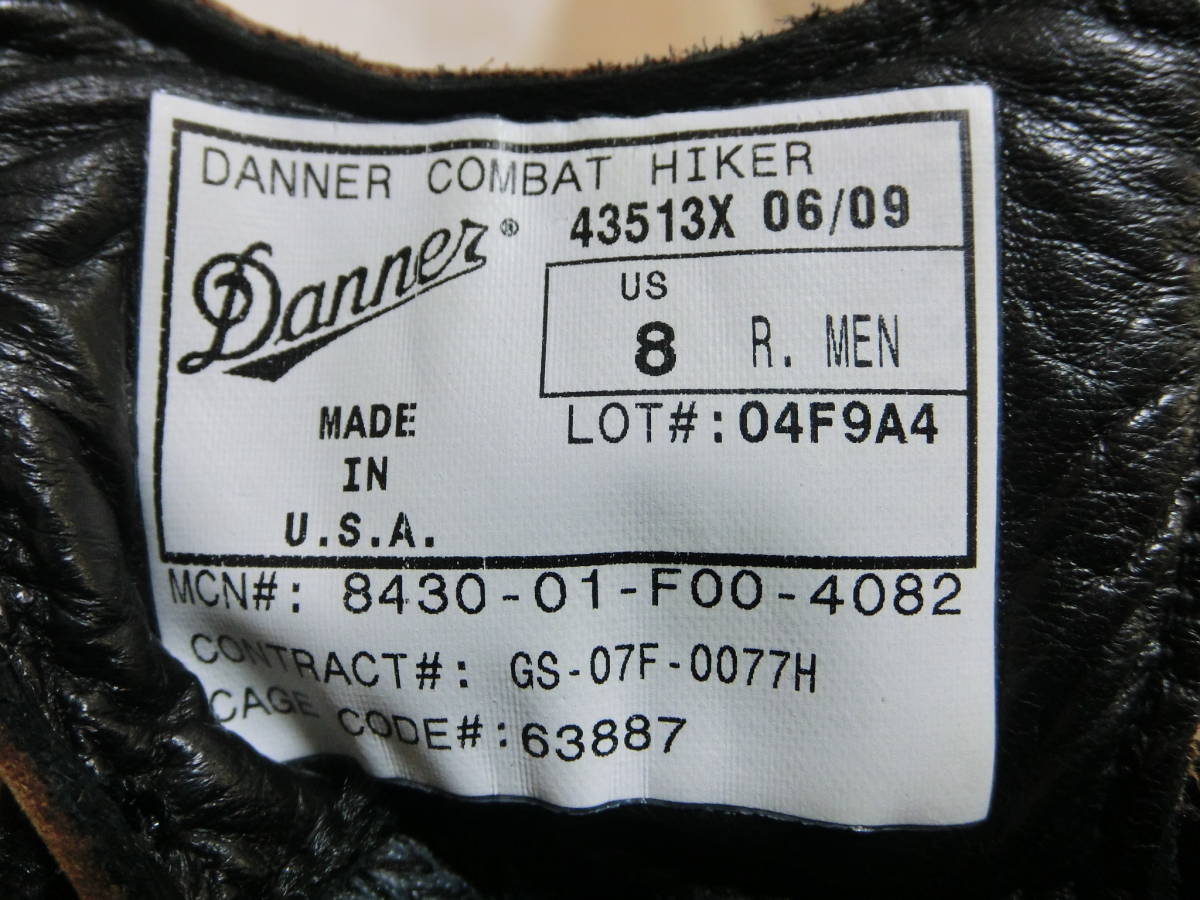 DANNER COMBAT HIKER
43513X 06/09
Danner®
US
8 R. MEN
MADE
IN
U.S.A.
LOT#:04F9A4
MCN#: 8430-01-F00-4082
CONTRACT#: GS-07F-0077H
CAGE CODE#:63887